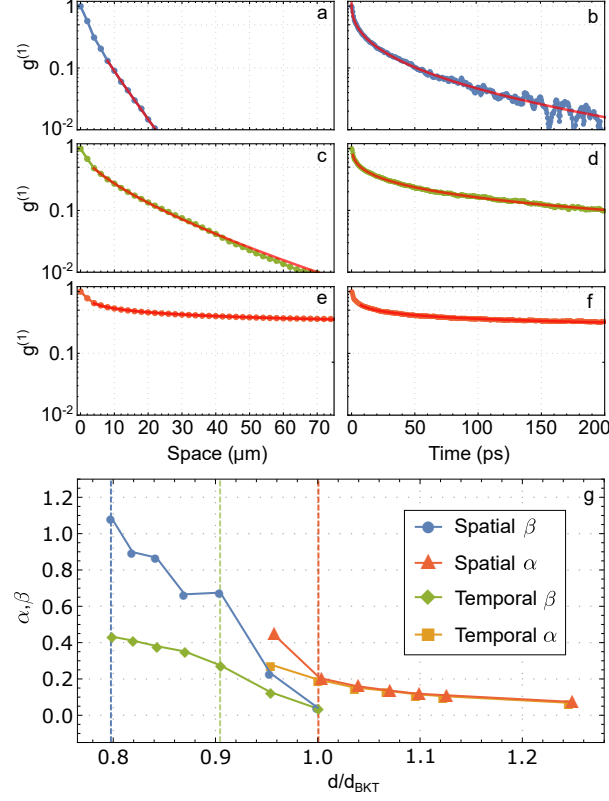 1
0.1
10⁻²
g⁽¹⁾
a
b
1
0.1
10⁻²
g⁽¹⁾
c
d
1
0.1
10⁻²
g⁽¹⁾
e
f
0 10 20 30 40 50 60 70
0 50 100 150 200
Space (μm)
Time (ps)
g
1.2
1.0
0.8
0.6
0.4
0.2
0.0
α,β
Spatial β
Spatial α
Temporal β
Temporal α
0.8 0.9 1.0 1.1 1.2
d/d_BKT